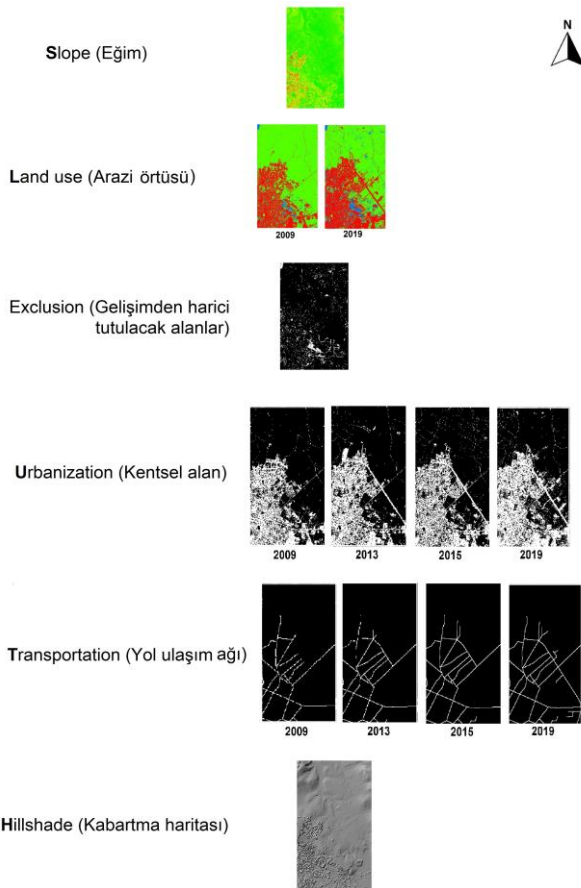 N
Slope (Eğim)
Land use (Arazi örtüsü)
2009 2019
Exclusion (Gelişimden harici
tutulacak alanlar)
Urbanization (Kentsel alan)
2009 2013 2015 2019
Transportation (Yol ulaşım ağı)
2009 2013 2015 2019
Hillshade (Kabartma haritası)